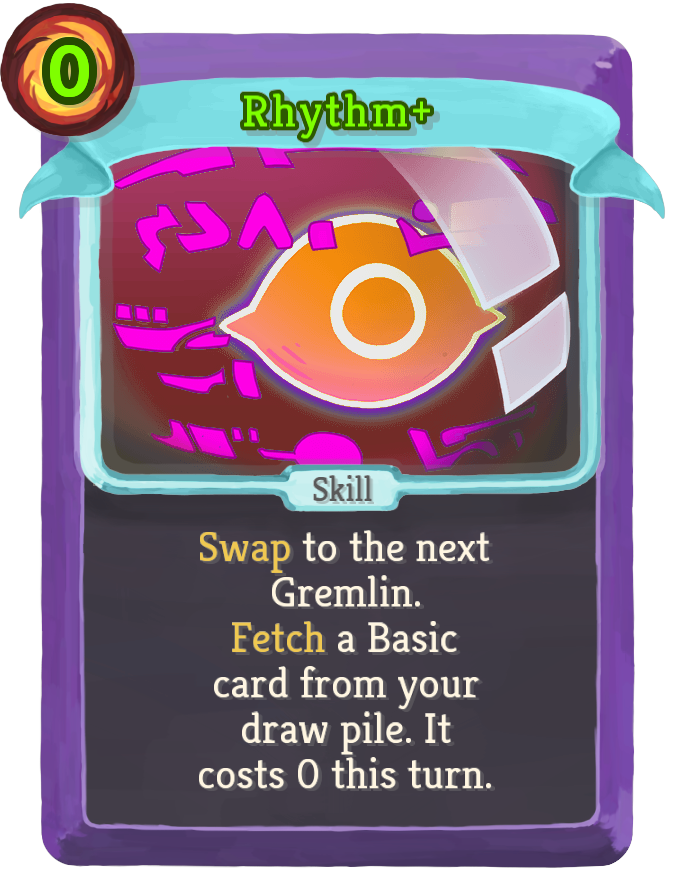 0
Rhythm+
Skill
Swap to the next
Gremlin.
Fetch a Basic
card from your
draw pile. It
costs 0 this turn.